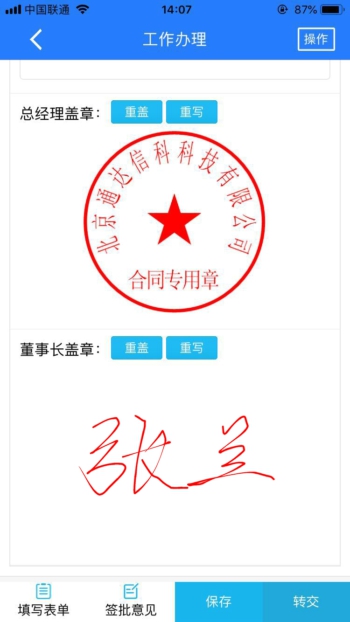 中国联通 14:07 87%
工作办理 操作
总经理盖章： 重盖 重写
北京通达信科科技有限公司
合同专用章
董事长盖章： 重盖 重写
张兰
填写表单 签批意见 保存 转交